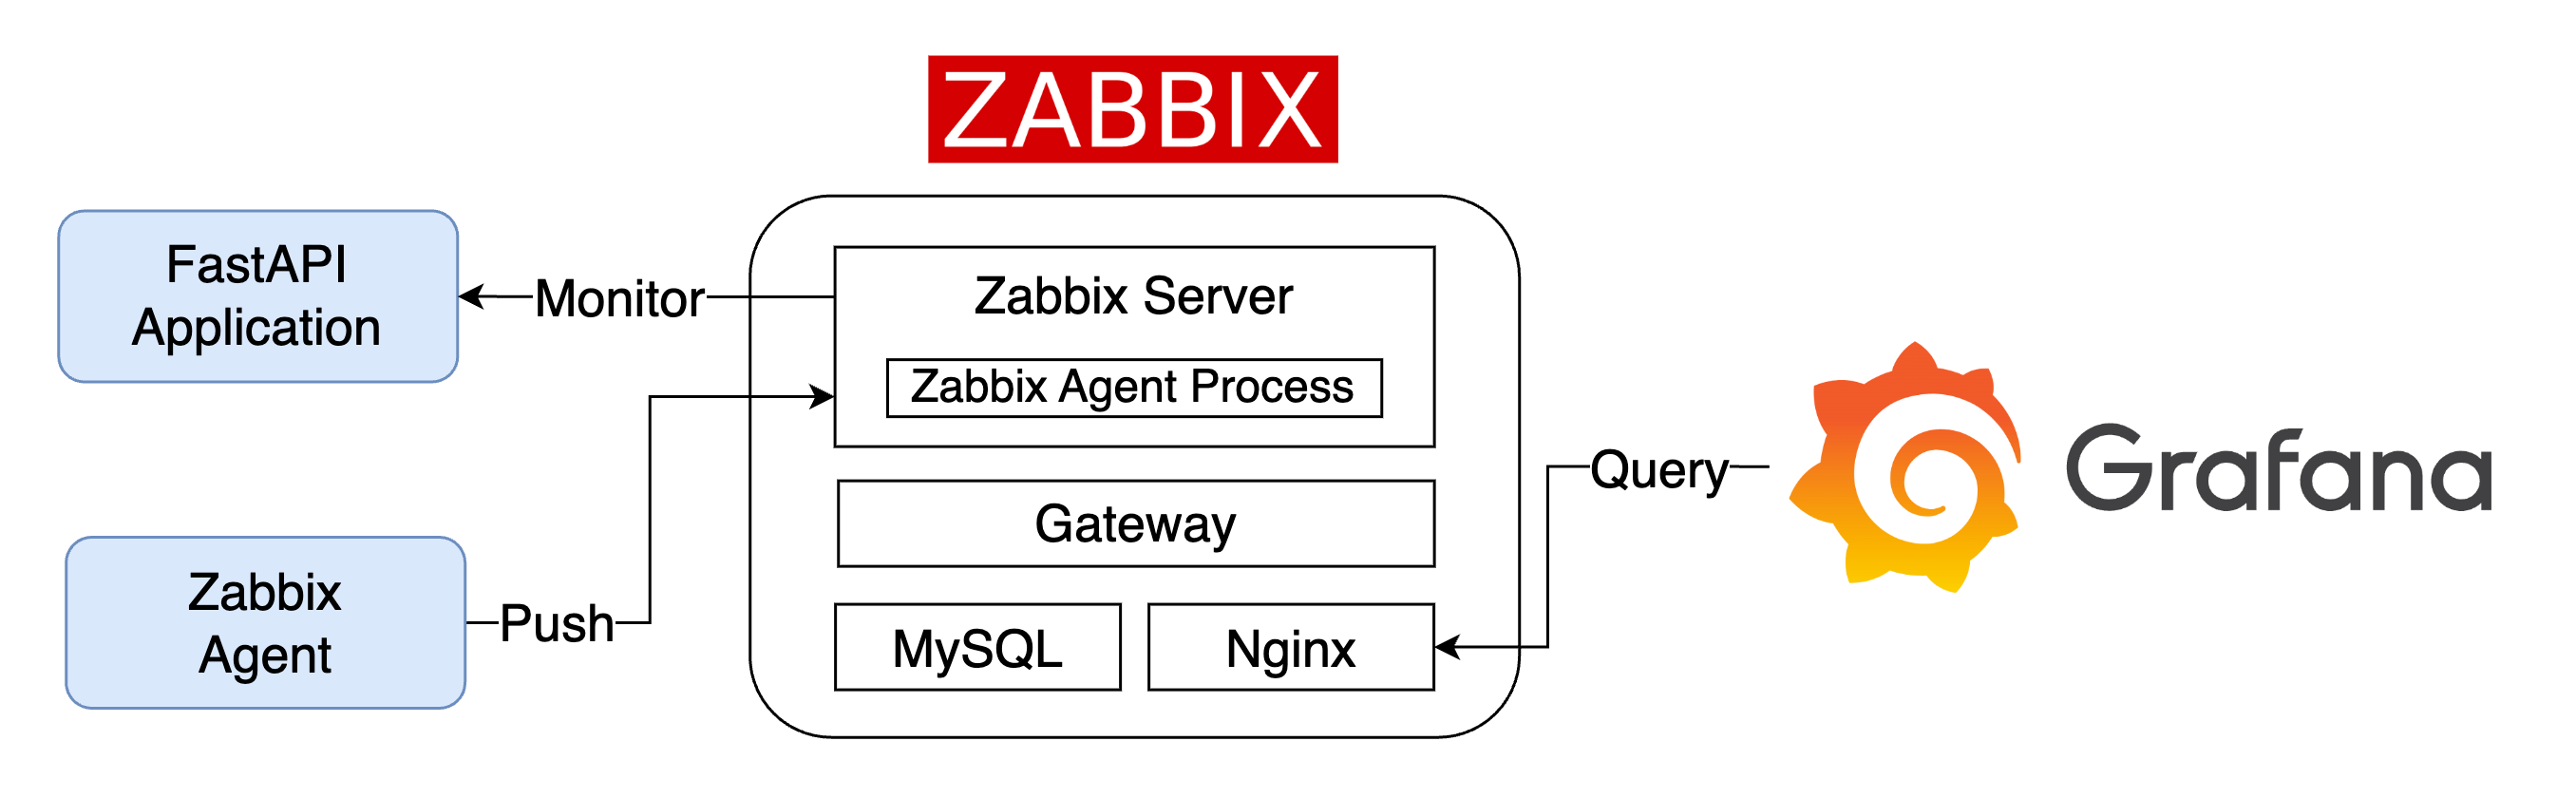 ZABBIX
FastAPI
Application
Monitor
Zabbix Server
Zabbix Agent Process
Gateway
Query
Grafana
Zabbix
Agent
Push
MySQL
Nginx